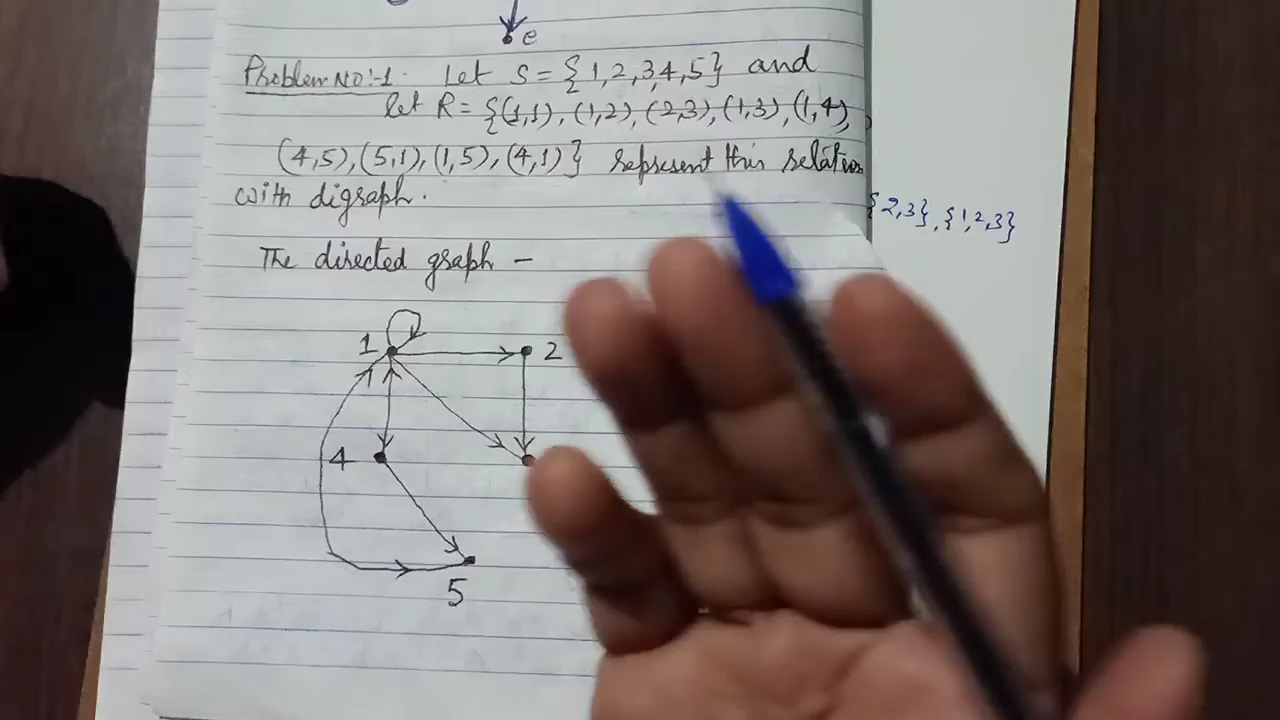 e
Problem No:-1. Let S = {1,2,3,4,5} and
let R = {(1,1), (1,2), (2,3), (1,3), (1,4),
(4,5), (5,1), (1,5), (4,1)} represent this relation
with digraph.
{2,3}, {1,2,3}
The directed graph -
1 2
4
5